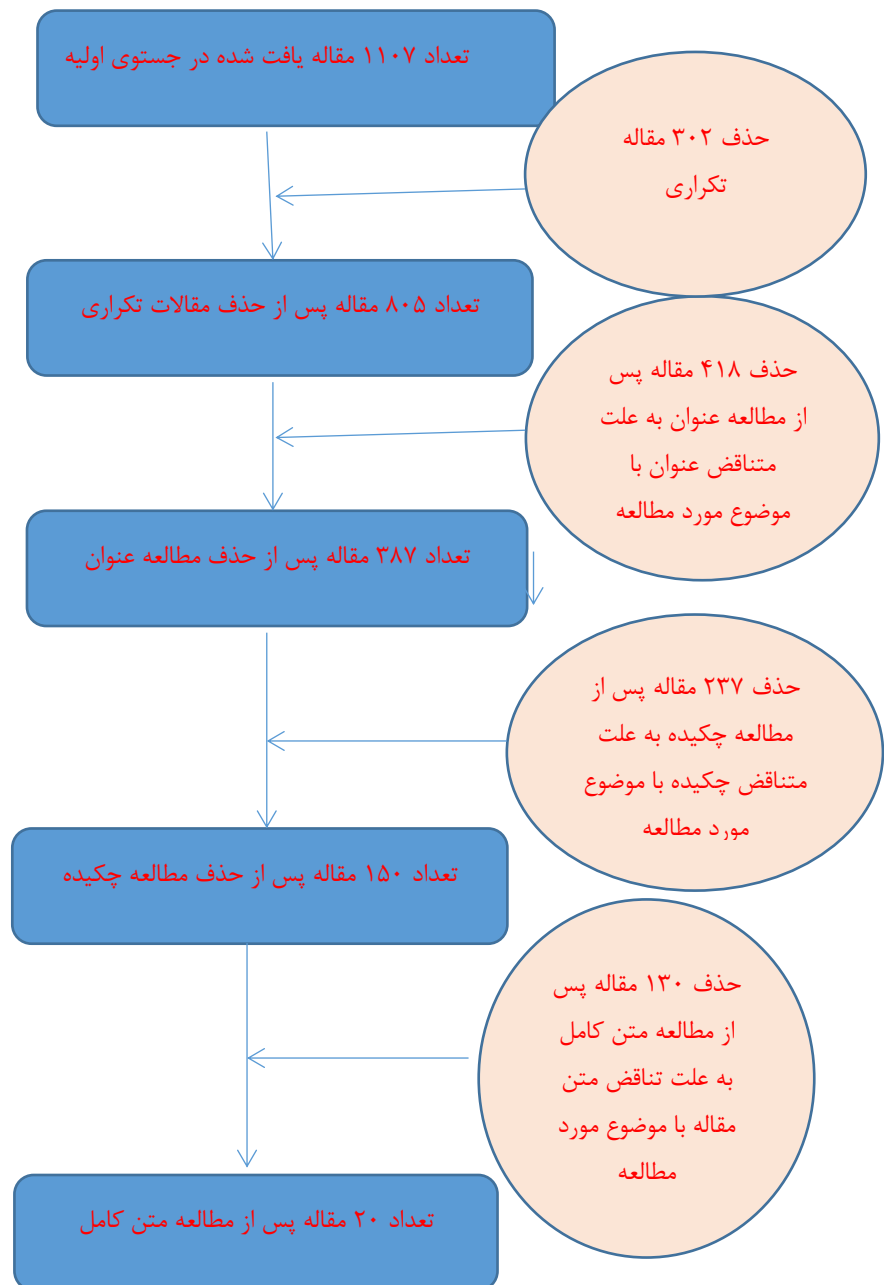 تعداد ۱۱۰۷ مقاله یافت شده در جستوی اولیه
حذف ۳۰۲ مقاله
تکراری
تعداد ۸۰۵ مقاله پس از حذف مقالات تکراری
حذف ۴۱۸ مقاله پس
از مطالعه عنوان به علت
متناقض عنوان با
موضوع مورد مطالعه
تعداد ۳۸۷ مقاله پس از حذف مطالعه عنوان
حذف ۲۳۷ مقاله پس از
مطالعه چکیده به علت
متناقض چکیده با موضوع
مورد مطالعه
تعداد ۱۵۰ مقاله پس از حذف مطالعه چکیده
حذف ۱۳۰ مقاله پس
از مطالعه متن کامل
به علت تناقض متن
مقاله با موضوع مورد
مطالعه
تعداد ۲۰ مقاله پس از مطالعه متن کامل